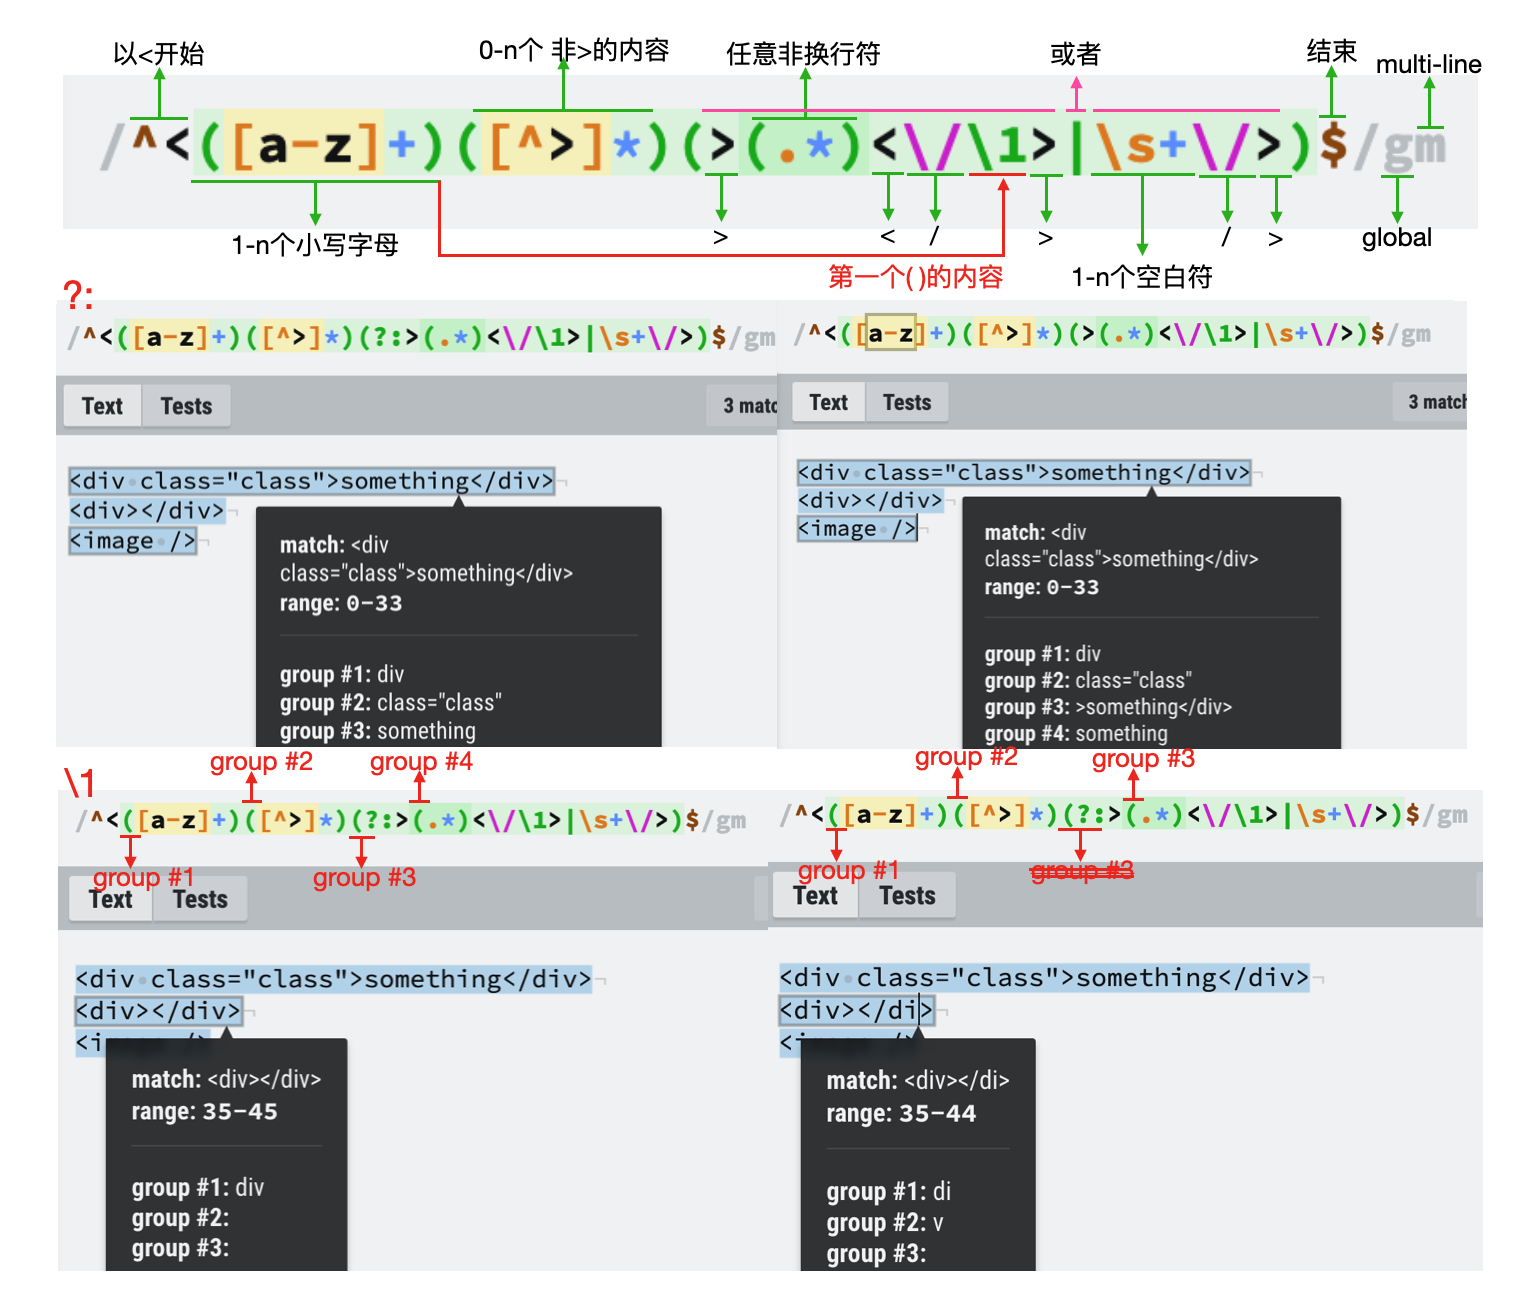 以<开始
0-n个 非>的内容
任意非换行符
或者
结束
multi-line
/^<([a-z]+)([^>]*)(>(.*)<\/\1>|\s+\/>)$/gm
1-n个小写字母
>
<
/
>
/
>
global
第一个( )的内容
1-n个空白符
?:
/^<([a-z]+)([^>]*)(?:>(.*)<\/\1>|\s+\/>)$/gm
Text
Tests
3 matc
<div class="class">something</div>
<div></div>
<image />
match: <div
class="class">something</div>
range: 0-33
group #1: div
group #2: class="class"
group #3: something
/^<([a-z]+)([^>]*)(>(.*)<\/\1>|\s+\/>)$/gm
Text
Tests
3 match
<div class="class">something</div>
<div></div>
<image />
match: <div
class="class">something</div>
range: 0-33
group #1: div
group #2: class="class"
group #3: >something</div>
group #4: something
\1
group #2
group #4
/^<([a-z]+)([^>]*)(?:>(.*)<\/\1>|\s+\/>)$/gm
group #1
group #3
Text
Tests
<div class="class">something</div>
<div></div>
<i
/>
match: <div></div>
range: 35-45
group #1: div
group #2:
group #3:
group #2
group #3
/^<([a-z]+)([^>]*)(?:>(.*)<\/\1>|\s+\/>)$/gm
group #1
group #3
Text
Tests
<div class="class">something</div>
<div></di>
<i
match: <div></di>
range: 35-44
group #1: di
group #2: v
group #3: